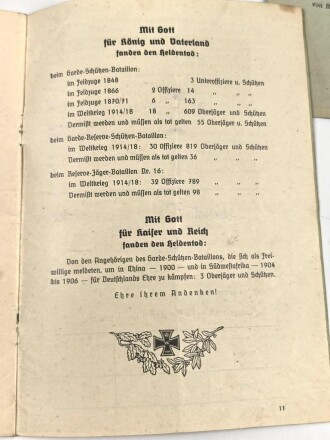 von
Mit Gott
für König und Vaterland
fanden den Heldentod:
beim Garde-Schützen-Bataillon:
im Feldzuge 1848 3 Unteroffiziere u. Schützen
im Feldzuge 1866 2 Offiziere 14 „ „ „
im Feldzuge 1870/71 6 „ 163 „ „ „
im Weltkrieg 1914/18 18 „ 609 Oberjäger und Schützen
Vermißt werden und müssen als tot gelten 55 Oberjäger und Schützen
beim Garde-Reserve-Schützen-Bataillon:
im Weltkrieg 1914/18: 30 Offiziere 819 Oberjäger und Schützen
Vermißt werden und müssen als tot gelten 36 „ „ „
beim Reserve-Jäger-Bataillon Nr. 16:
im Weltkrieg 1914/18: 32 Offiziere 789 „ „ „
Vermißt werden und müssen als tot gelten 98 „ „ „
Mit Gott
für Kaiser und Reich
fanden den Heldentod:
Von den Angehörigen des Garde-Schützen-Bataillons, die sich als Frei-
willige meldeten, um in China — 1900 — und in Südwestafrika — 1904
bis 1906 — für Deutschlands Ehre zu kämpfen: 3 Oberjäger und Schützen.
Ehre ihrem Andenken!
11